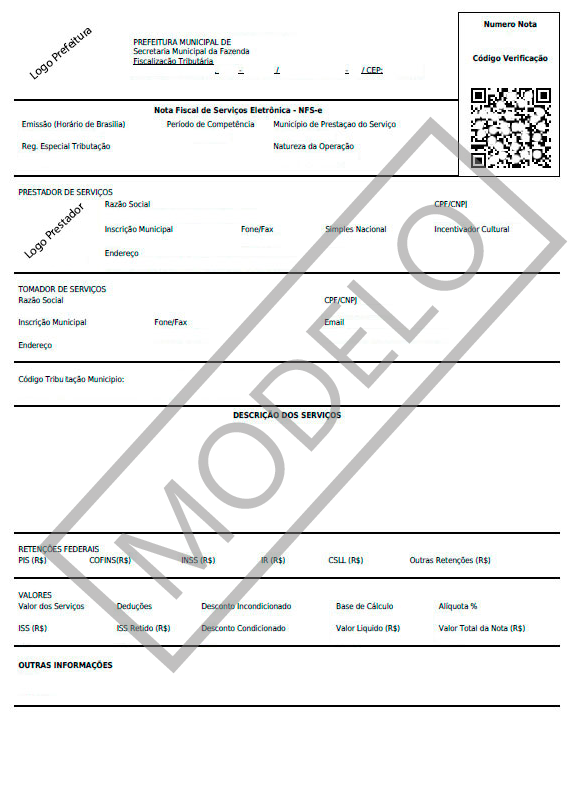 Logo Prefeitura
PREFEITURA MUNICIPAL DE
Secretaria Municipal da Fazenda
Fiscalização Tributária
, - / - / CEP:
Numero Nota
Código Verificação
Nota Fiscal de Serviços Eletrônica - NFS-e
Emissão (Horário de Brasília) Período de Competência Município de Prestaçao do Serviço
Reg. Especial Tributação Natureza da Operação
PRESTADOR DE SERVIÇOS
Logo Prestador
Razão Social CPF/CNPJ
Inscrição Municipal Fone/Fax Simples Nacional Incentivador Cultural
Endereço
TOMADOR DE SERVIÇOS
Razão Social CPF/CNPJ
Inscrição Municipal Fone/Fax Email
Endereço
Código Tributação Municipio:
DESCRIÇÃO DOS SERVIÇOS
MODELO
RETENÇÕES FEDERAIS
PIS (R$) COFINS(R$) INSS (R$) IR (R$) CSLL (R$) Outras Retenções (R$)
VALORES
Valor dos Serviços Deduções Desconto Incondicionado Base de Cálculo Alíquota %
ISS (R$) ISS Retido (R$) Desconto Condicionado Valor Liquido (R$) Valor Total da Nota (R$)
OUTRAS INFORMAÇÕES